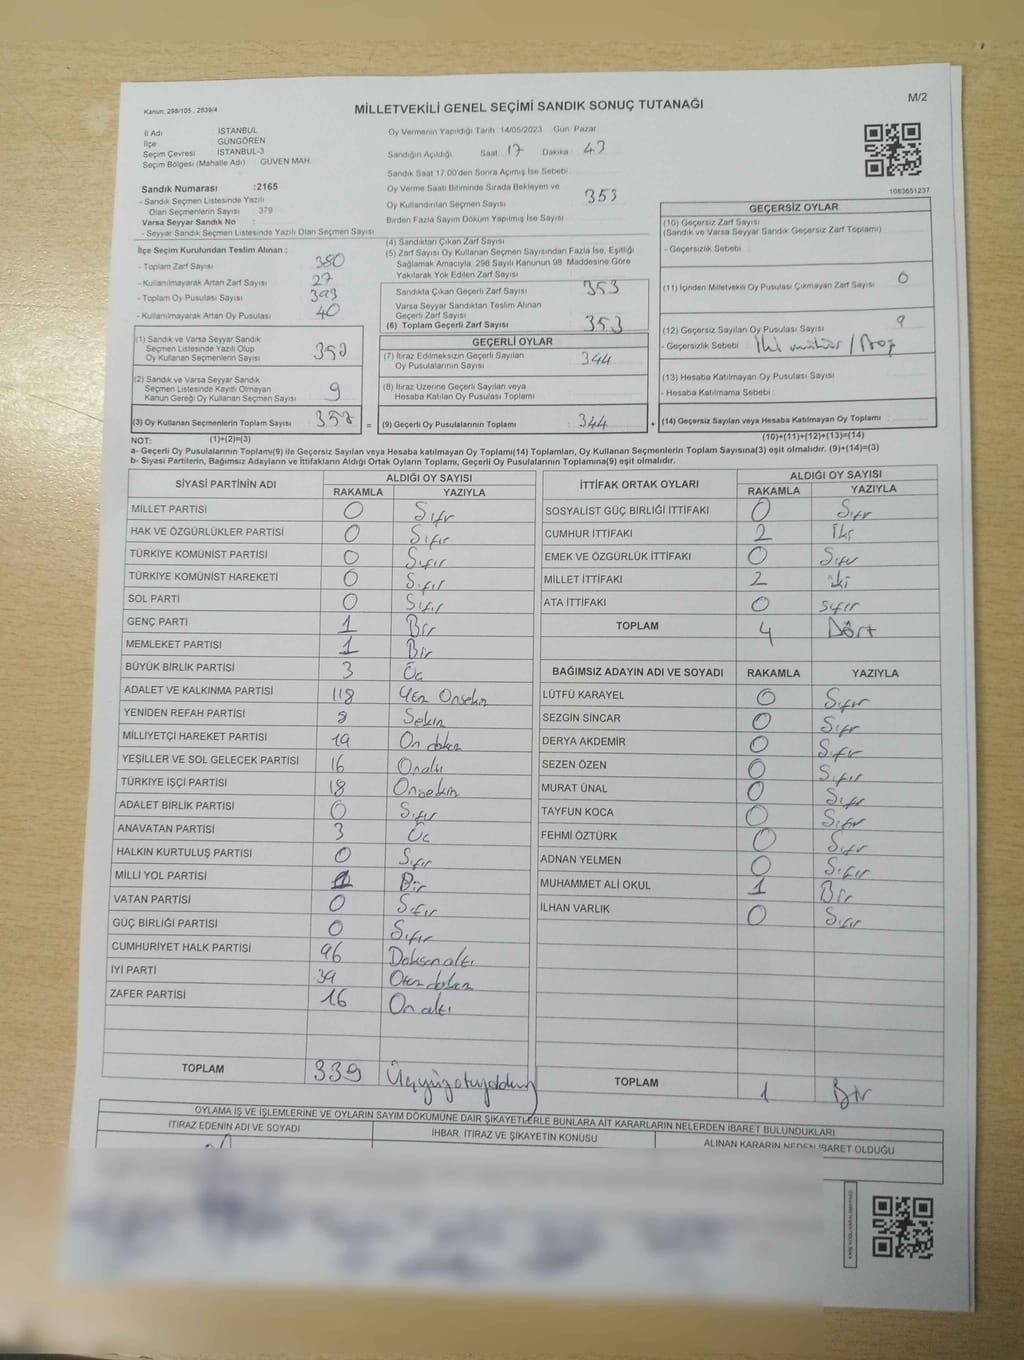 Kanun: 298/105 , 2839/4
MİLLETVEKİLİ GENEL SEÇİMİ SANDIK SONUÇ TUTANAĞI
M/2
İl Adı İSTANBUL
İlçe GÜNGÖREN
Seçim Çevresi İSTANBUL-3
Seçim Bölgesi (Mahalle Adı) GÜVEN MAH.
Sandık Numarası :2165
- Sandık Seçmen Listesinde Yazılı
Olan Seçmenlerin Sayısı 379
Varsa Seyyar Sandık No
- Seyyar Sandık Seçmen Listesinde Yazılı Olan Seçmen Sayısı
Oy Vermenin Yapıldığı Tarih 14/05/2023 Gün Pazar
Sandığın Açıldığı Saat 17 Dakika 43
Sandık Saat 17.00'den Sonra Açılmış İse Sebebi
Oy Verme Saati Bitiminde Sırada Bekleyen ve
Oy Kullandırılan Seçmen Sayısı 353
Birden Fazla Sayım Döküm Yapılmış İse Sayısı
1083651237
İlçe Seçim Kurulundan Teslim Alınan ;
- Toplam Zarf Sayısı 380
- Kullanılmayarak Artan Zarf Sayısı 27
- Toplam Oy Pusulası Sayısı 393
- Kullanılmayarak Artan Oy Pusulası 40
(1) Sandık ve Varsa Seyyar Sandık
Seçmen Listesinde Yazılı Olup
Oy Kullanan Seçmenlerin Sayısı
(2) Sandık ve Varsa Seyyar Sandık
Seçmen Listesinde Kayıtlı Olmayan
Kanun Gereği Oy Kullanan Seçmen Sayısı 9
(3) Oy Kullanan Seçmenlerin Toplam Sayısı
(4) Sandıktan Çıkan Zarf Sayısı
(5) Zarf Sayısı Oy Kullanan Seçmen Sayısından Fazla İse, Eşitliği
Sağlamak Amacıyla. 298 Sayılı Kanunun 98. Maddesine Göre
Yakılarak Yok Edilen Zarf Sayısı
Sandıkta Çıkan Geçerli Zarf Sayısı 353
Varsa Seyyar Sandıktan Teslim Alınan
Geçerli Zarf Sayısı
(6) Toplam Geçerli Zarf Sayısı 353
GEÇERLİ OYLAR
(7) İtiraz Edilmeksizin Geçerli Sayılan
Oy Pusulalarının Sayısı 344
(8) İtiraz Üzerine Geçerli Sayılan veya
Hesaba Katılan Oy Pusulası Toplamı
= (9) Geçerli Oy Pusulalarının Toplamı : 344 +
GEÇERSİZ OYLAR
(10) Geçersiz Zarf Sayısı
(Sandık ve Varsa Seyyar Sandık Geçersiz Zarf Toplamı)
- Geçersizlik Sebebi
(11) İçinden Milletvekili Oy Pusulası Çıkmayan Zarf Sayısı 0
(12) Geçersiz Sayılan Oy Pusulası Sayısı 9
- Geçersizlik Sebebi İki mühür / Boş
(13) Hesaba Katılmayan Oy Pusulası Sayısı
- Hesaba Katılmama Sebebi
(14) Geçersiz Sayılan veya Hesaba Katılmayan Oy Toplamı
NOT: (1)+(2)=(3)
(10)+(11)+(12)+(13)=(14)
a- Geçerli Oy Pusulalarının Toplamı(9) ile Geçersiz Sayılan veya Hesaba katılmayan Oy Toplamı(14) Toplamları, Oy Kullanan Seçmenlerin Toplam Sayısına(3) eşit olmalıdır. (9)+(14)=(3)
b- Siyasi Partilerin, Bağımsız Adayların ve İttifakların Aldığı Ortak Oyların Toplamı, Geçerli Oy Pusulalarının Toplamına(9) eşit olmalıdır.
SİYASİ PARTİNİN ADI ALDIĞI OY SAYISI
RAKAMLA YAZIYLA
MİLLET PARTİSİ 0 Sıfır
HAK VE ÖZGÜRLÜKLER PARTİSİ 0 Sıfır
TÜRKİYE KOMÜNİST PARTİSİ 0 Sıfır
TÜRKİYE KOMÜNİST HAREKETİ 0 Sıfır
SOL PARTİ 0 Sıfır
GENÇ PARTİ 1 Bir
MEMLEKET PARTİSİ 1 Bir
BÜYÜK BİRLİK PARTİSİ 3 Üç
ADALET VE KALKINMA PARTİSİ 118 Yüz Onsekiz
YENİDEN REFAH PARTİSİ 8 Sekiz
MİLLİYETÇİ HAREKET PARTİSİ 19 On dokuz
YEŞİLLER VE SOL GELECEK PARTİSİ 16 Onaltı
TÜRKİYE İŞÇİ PARTİSİ 18 Onsekiz
ADALET BİRLİK PARTİSİ 0 Sıfır
ANAVATAN PARTİSİ 3 Üç
HALKIN KURTULUŞ PARTİSİ 0 Sıfır
MİLLİ YOL PARTİSİ 1 Bir
VATAN PARTİSİ 0 Sıfır
GÜÇ BİRLİĞİ PARTİSİ 0 Sıfır
CUMHURİYET HALK PARTİSİ 96 Doksanaltı
İYİ PARTİ 39 Otuz dokuz
ZAFER PARTİSİ 16 On altı
TOPLAM 339 Üçyüzotuzdokuz
İTTİFAK ORTAK OYLARI ALDIĞI OY SAYISI
RAKAMLA YAZIYLA
SOSYALİST GÜÇ BİRLİĞİ İTTİFAKI 0 Sıfır
CUMHUR İTTİFAKI 2 İki
EMEK VE ÖZGÜRLÜK İTTİFAKI 0 Sıfır
MİLLET İTTİFAKI 2 iki
ATA İTTİFAKI 0 sıfır
TOPLAM 4 Dört
BAĞIMSIZ ADAYIN ADI VE SOYADI RAKAMLA YAZIYLA
LÜTFÜ KARAYEL 0 Sıfır
SEZGİN SİNCAR 0 Sıfır
DERYA AKDEMİR 0 Sıfır
SEZEN ÖZEN 0 Sıfır
MURAT ÜNAL 0 Sıfır
TAYFUN KOCA 0 Sıfır
FEHMİ ÖZTÜRK 0 Sıfır
ADNAN YELMEN 0 Sıfır
MUHAMMET ALİ OKUL 1 Bir
İLHAN VARLIK 0 Sıfır
TOPLAM 1 Bir
OYLAMA İŞ VE İŞLEMLERİNE VE OYLARIN SAYIM DÖKÜMÜNE DAİR ŞİKAYETLERLE BUNLARA AİT KARARLARIN NELERDEN İBARET BULUNDUKLARI
İTİRAZ EDENİN ADI VE SOYADI
İHBAR, İTİRAZ VE ŞİKAYETİN KONUSU
ALINAN KARARIN NEDEN İBARET OLDUĞU